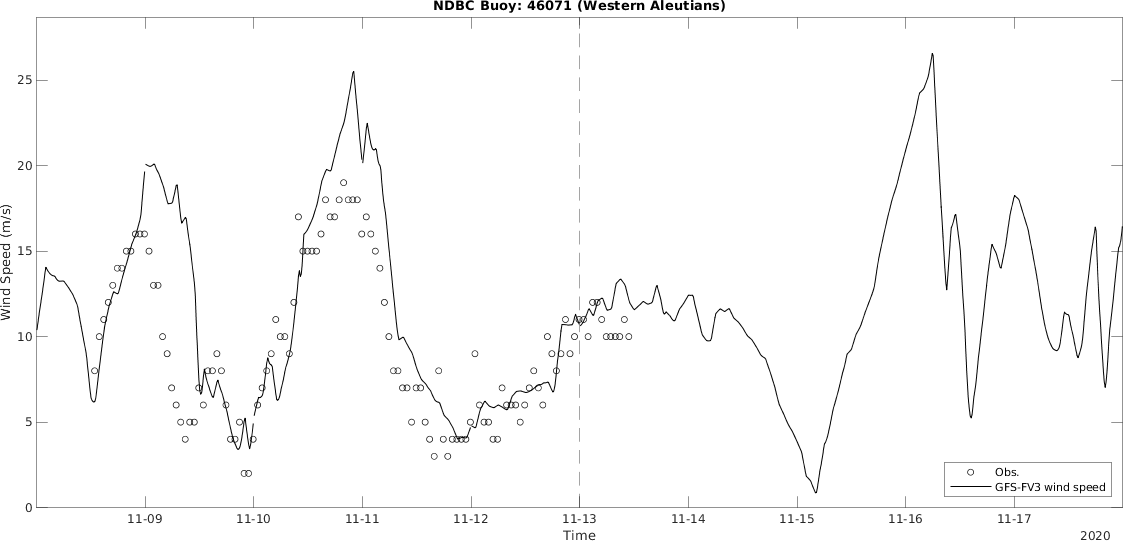 NDBC Buoy: 46071 (Western Aleutians)
25
20
15
10
5
0
Wind Speed (m/s)
11-09 11-10 11-11 11-12 11-13 11-14 11-15 11-16 11-17
Time
2020
Obs.
GFS-FV3 wind speed